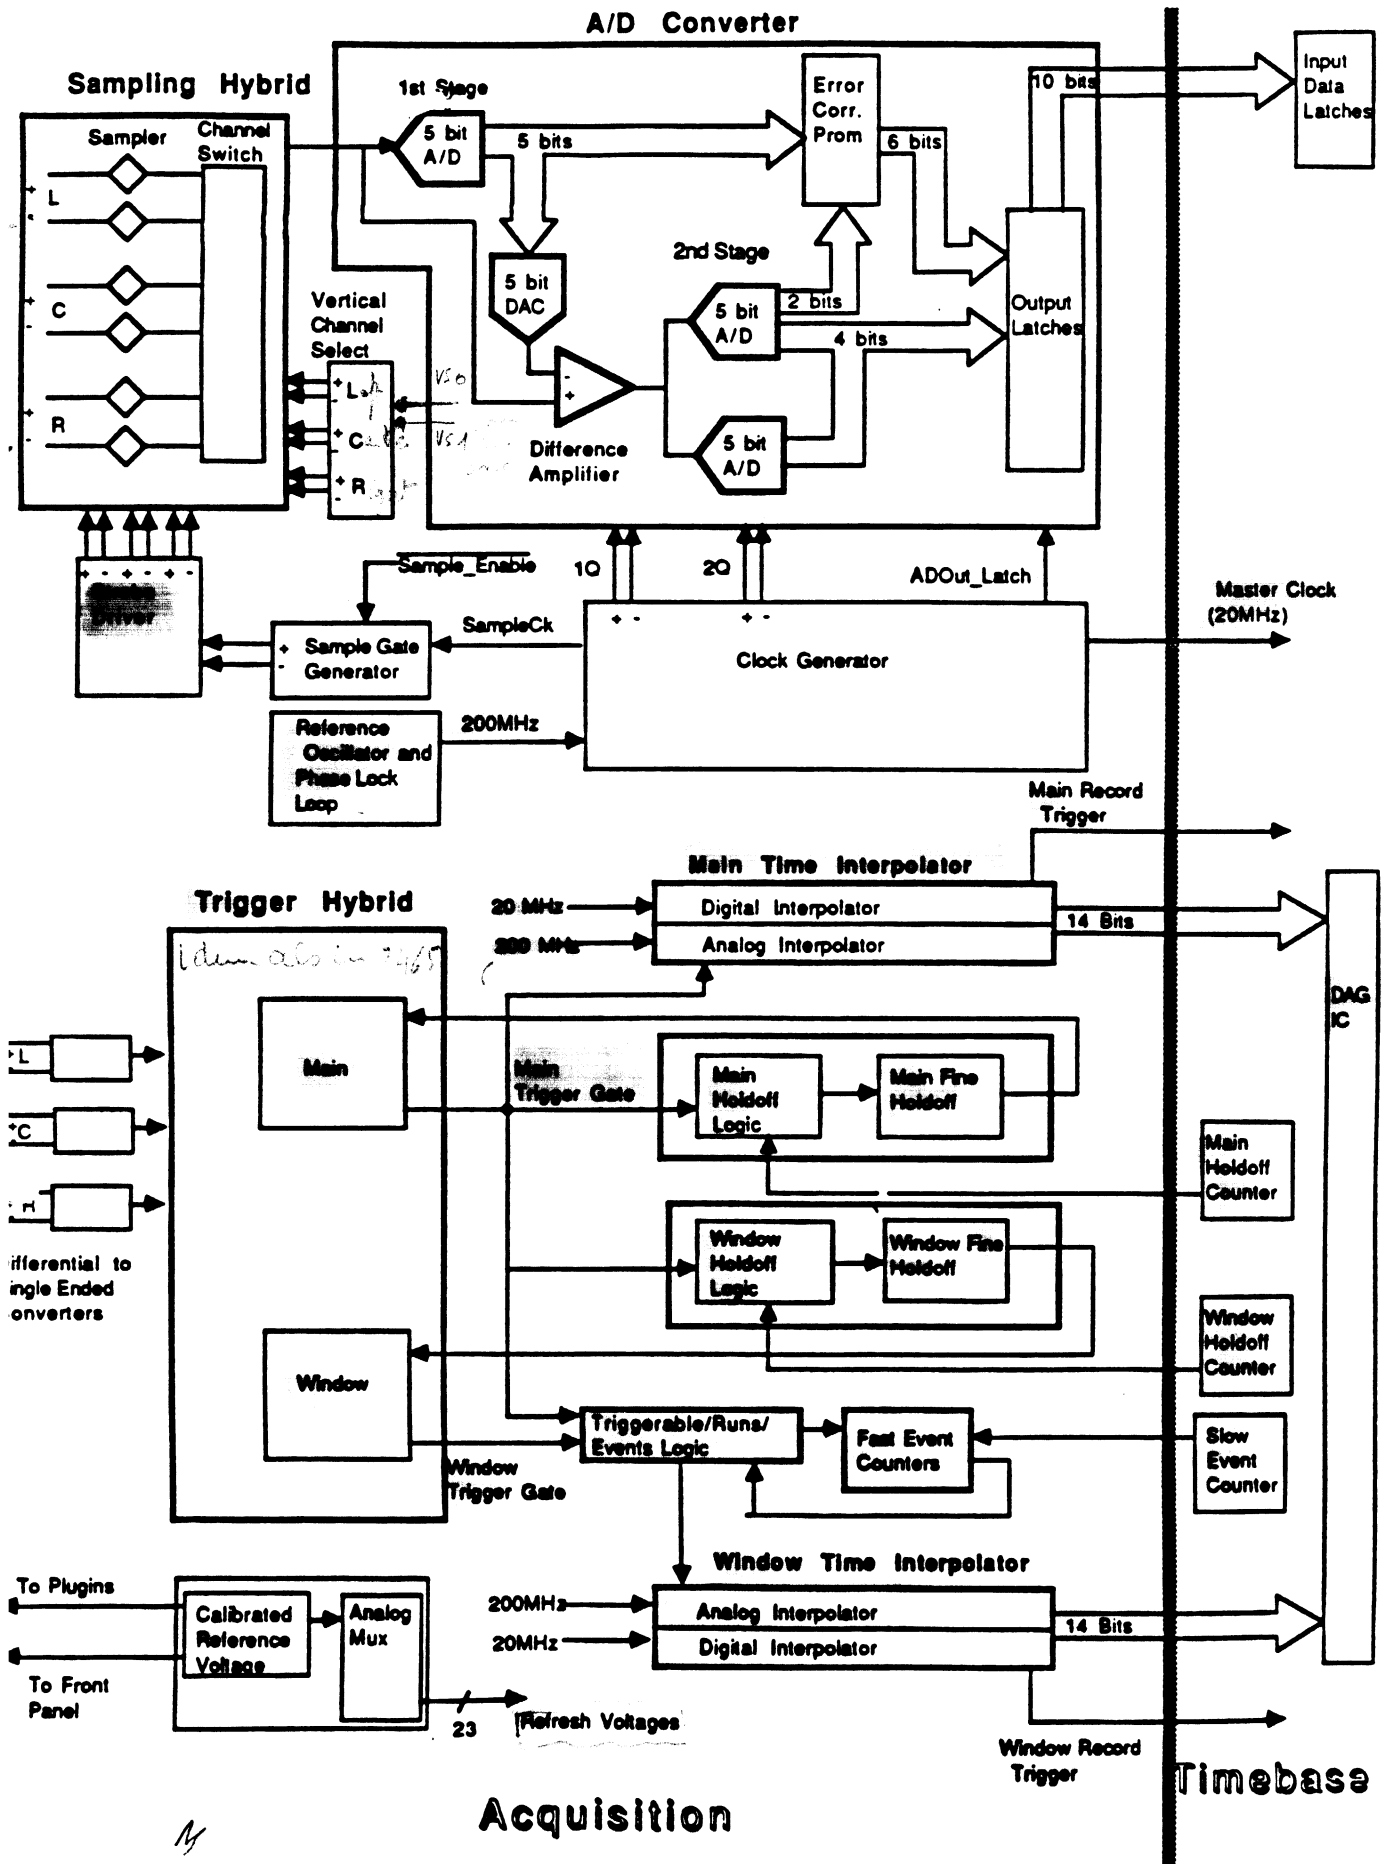 A/D Converter
Sampling Hybrid
Sampler
Channel
Switch
+
L
-
+
C
-
+
R
-
1st Stage
5 bit
A/D
5 bits
Error
Corr.
Prom
6 bits
10 bits
Input
Data
Latches
5 bit
DAC
2nd Stage
5 bit
A/D
2 bits
4 bits
Output
Latches
5 bit
A/D
-
+
Difference
Amplifier
Vertical
Channel
Select
+ L
-
+ C
-
+ R
-
VS0
VS1
+ - + - + -
Driver
Sample_Enable
+ Sample Gate
- Generator
SampleCk
1Q
2Q
ADOut_Latch
+ - + -
Clock Generator
Master Clock
(20MHz)
Reference
Oscillator and
Phase Lock
Loop
200MHz
Main Record
Trigger
Main Time Interpolator
20 MHz
200 MHz
Digital Interpolator
Analog Interpolator
14 Bits
DAG
IC
Trigger Hybrid
Main
Main
Trigger Gate
Main
Holdoff
Logic
Main Fine
Holdoff
Main
Holdoff
Counter
+L
-
+C
-
ifferential to
ingle Ended
onverters
Window
Holdoff
Logic
Window Fine
Holdoff
Window
Holdoff
Counter
Window
Window
Trigger Gate
Triggerable/Runs/
Events Logic
Fast Event
Counters
Slow
Event
Counter
Window Time Interpolator
200MHz
20MHz
Analog Interpolator
Digital Interpolator
14 Bits
To Plugins
To Front
Panel
Calibrated
Reference
Voltage
Analog
Mux
23
Refresh Voltages
Window Record
Trigger
Timebase
Acquisition